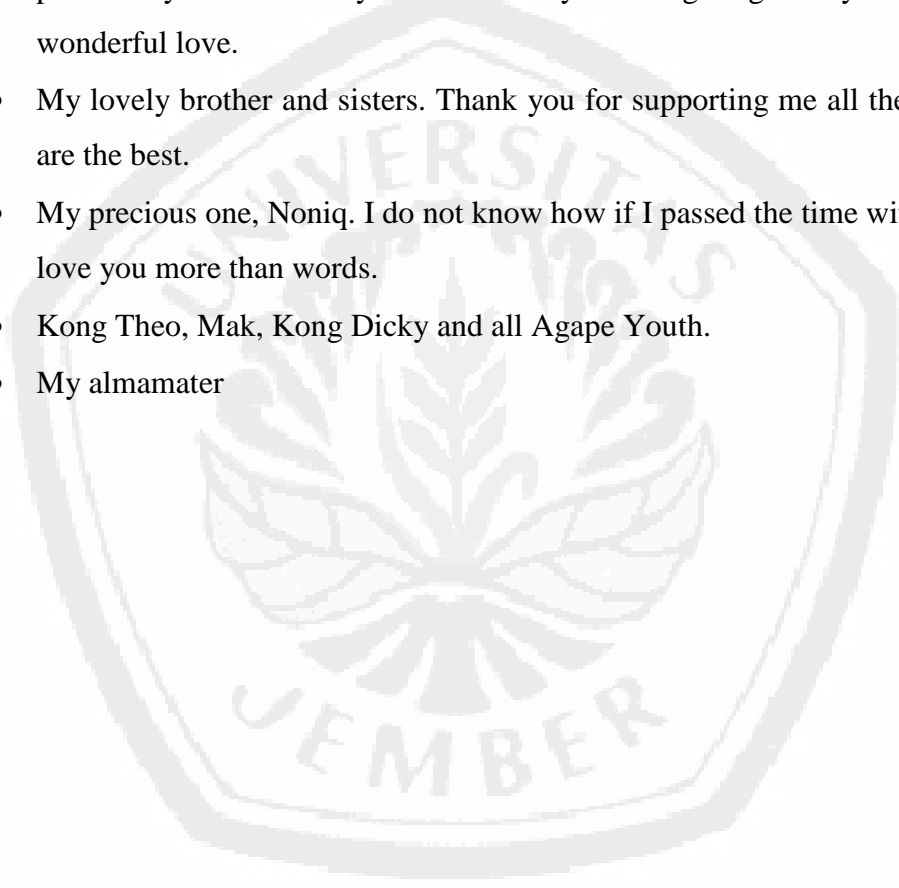 wonderful love.
• My lovely brother and sisters. Thank you for supporting me all the
are the best.
• My precious one, Noniq. I do not know how if I passed the time
love you more than words.
• Kong Theo, Mak, Kong Dicky and all Agape Youth.
• My almamater
UNIVERSITAS
JEMBER